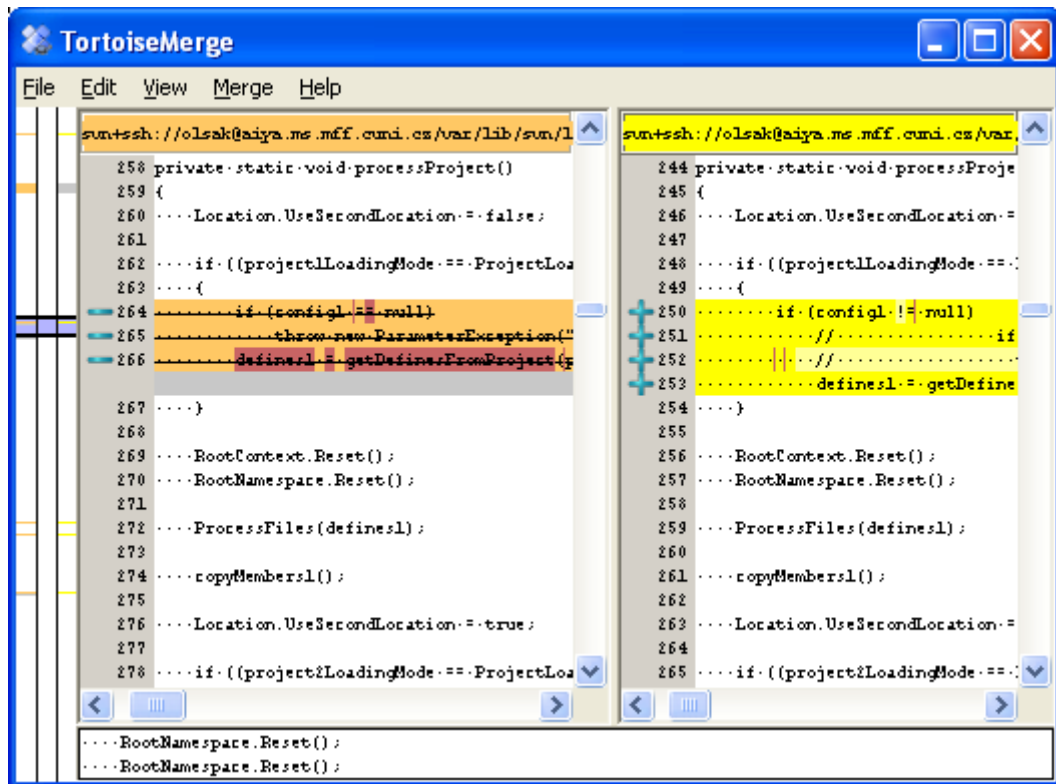 TortoiseMerge
File Edit View Merge Help
svn+ssh://olsak@aiya.ms.mff.cuni.cz/var/lib/svn/l
258 private·static·void·processProject()
259 {
260 ····Location.UseSecondLocation·=·false;
261
262 ····if·((project1LoadingMode·==·ProjectLoa
263 ····{
264 ········if·(config1·==·null)
265 ············throw·new·ParameterException("
266 ········defines1·=·getDefinesFromProject(p
267 ····}
268
269 ····RootContext.Reset();
270 ····RootNamespace.Reset();
271
272 ····ProcessFiles(defines1);
273
274 ····copyMembers1();
275
276 ····Location.UseSecondLocation·=·true;
277
278 ····if·((project2LoadingMode·==·ProjectLoa
svn+ssh://olsak@aiya.ms.mff.cuni.cz/var,
244 private·static·void·processProje
245 {
246 ····Location.UseSecondLocation·=
247
248 ····if·((project1LoadingMode·==·
249 ····{
250 ········if·(config1·!=·null)
251 ············//················if
252 ········ ··//················
253 ············defines1·=·getDefine
254 ····}
255
256 ····RootContext.Reset();
257 ····RootNamespace.Reset();
258
259 ····ProcessFiles(defines1);
260
261 ····copyMembers1();
262
263 ····Location.UseSecondLocation·=
264
265 ····if·((project2LoadingMode·==·
····RootNamespace.Reset();
····RootNamespace.Reset();